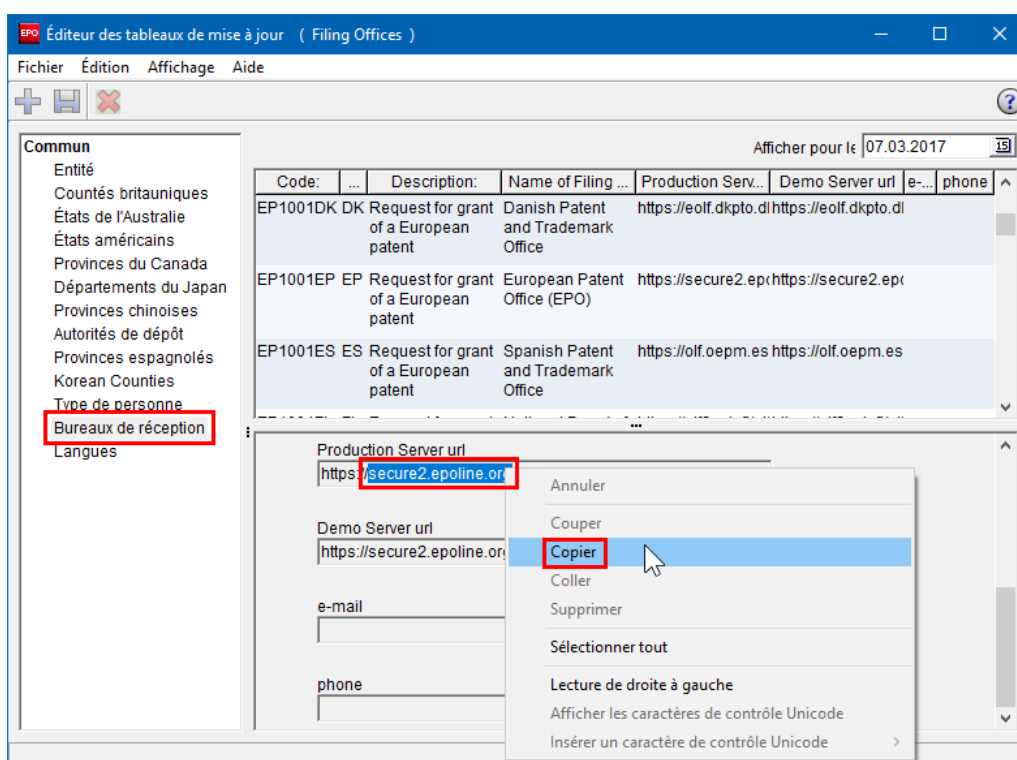 EPO Éditeur des tableaux de mise à jour ( Filing Offices )
Fichier Édition Affichage Aide
Commun
Entité
Countés britauniques
États de l'Australie
États américains
Provinces du Canada
Départements du Japan
Provinces chinoises
Autorités de dépôt
Provinces espagnolés
Korean Counties
Type de personne
Bureaux de réception
Langues
Afficher pour le 07.03.2017 15
Code: ... Description: Name of Filing ... Production Serv... Demo Server url e-... phone
EP1001DK DK Request for grant Danish Patent https://eolf.dkpto.dl https://eolf.dkpto.dl
of a European and Trademark
patent Office
EP1001EP EP Request for grant European Patent https://secure2.epo https://secure2.epo
of a European Office (EPO)
patent
EP1001ES ES Request for grant Spanish Patent https://olf.oepm.es https://olf.oepm.es
of a European and Trademark
patent Office
Production Server url
https://secure2.epoline.org
Demo Server url
https://secure2.epoline.org
e-mail
phone
Annuler
Couper
Copier
Coller
Supprimer
Sélectionner tout
Lecture de droite à gauche
Afficher les caractères de contrôle Unicode
Insérer un caractère de contrôle Unicode